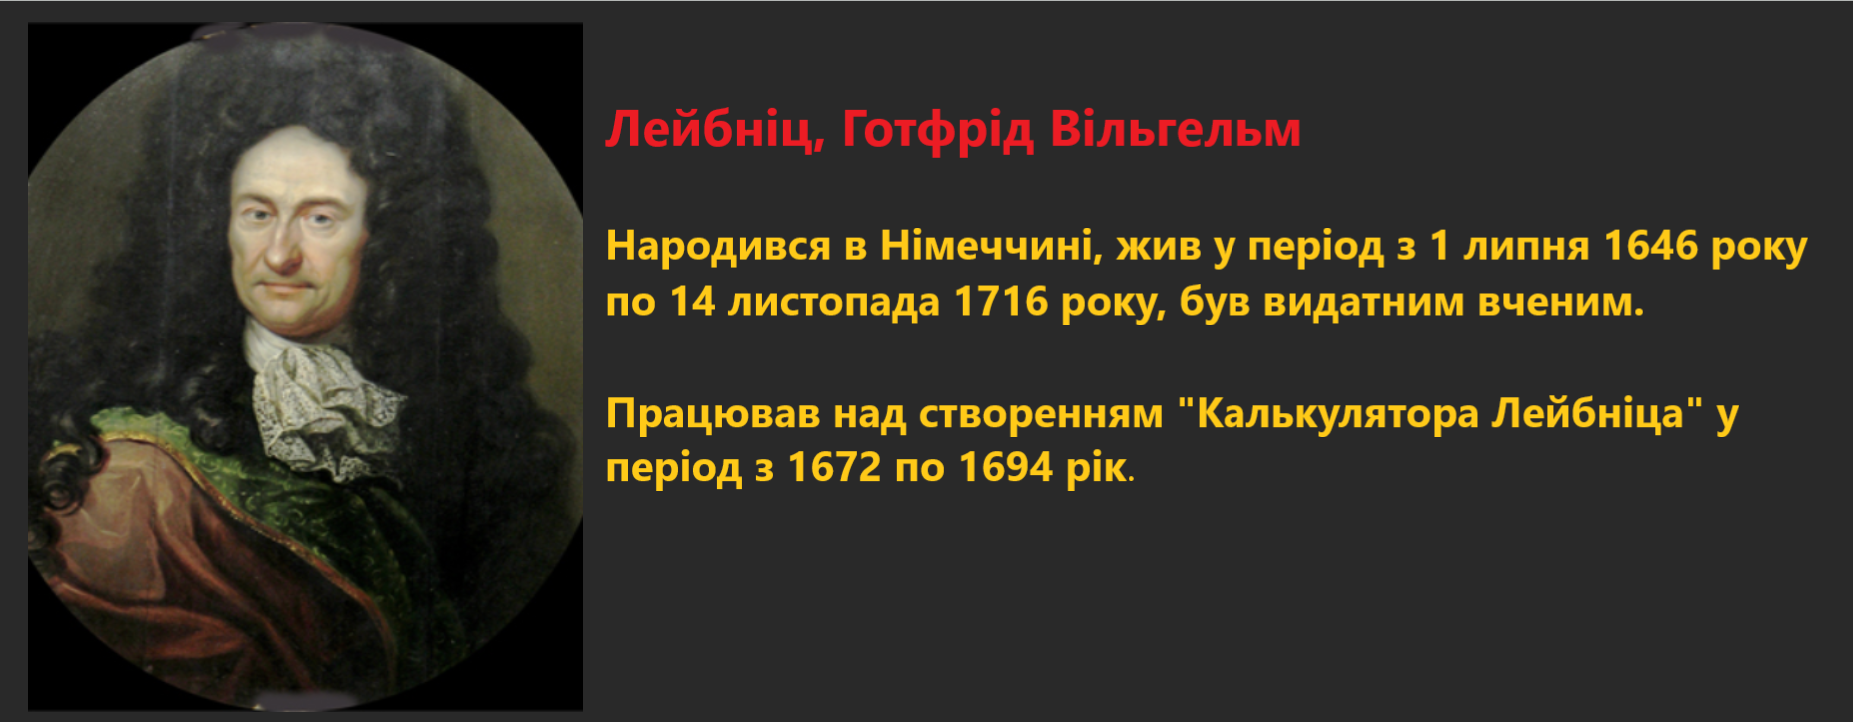 Лейбніц, Готфрід Вільгельм
Народився в Німеччині, жив у період з 1 липня 1646 року
по 14 листопада 1716 року, був видатним вченим.
Працював над створенням "Калькулятора Лейбніца" у
період з 1672 по 1694 рік.